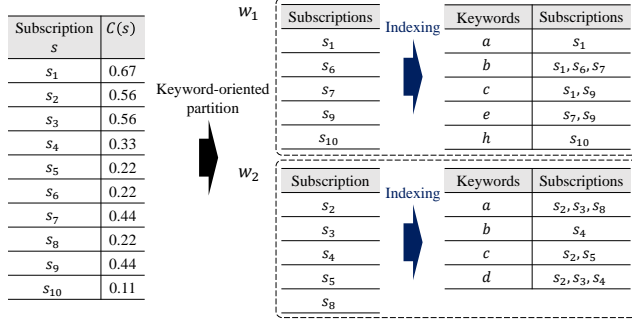 Subscription s C(s)
s1 0.67
s2 0.56
s3 0.56
s4 0.33
s5 0.22
s6 0.22
s7 0.44
s8 0.22
s9 0.44
s10 0.11
Keyword-oriented
partition
w1
Subscriptions
s1
s6
s7
s9
s10
Indexing
Keywords Subscriptions
a s1
b s1, s6, s7
c s1, s9
e s7, s9
h s10
w2
Subscription
s2
s3
s4
s5
s8
Indexing
Keywords Subscriptions
a s2, s3, s8
b s4
c s2, s5
d s2, s3, s4